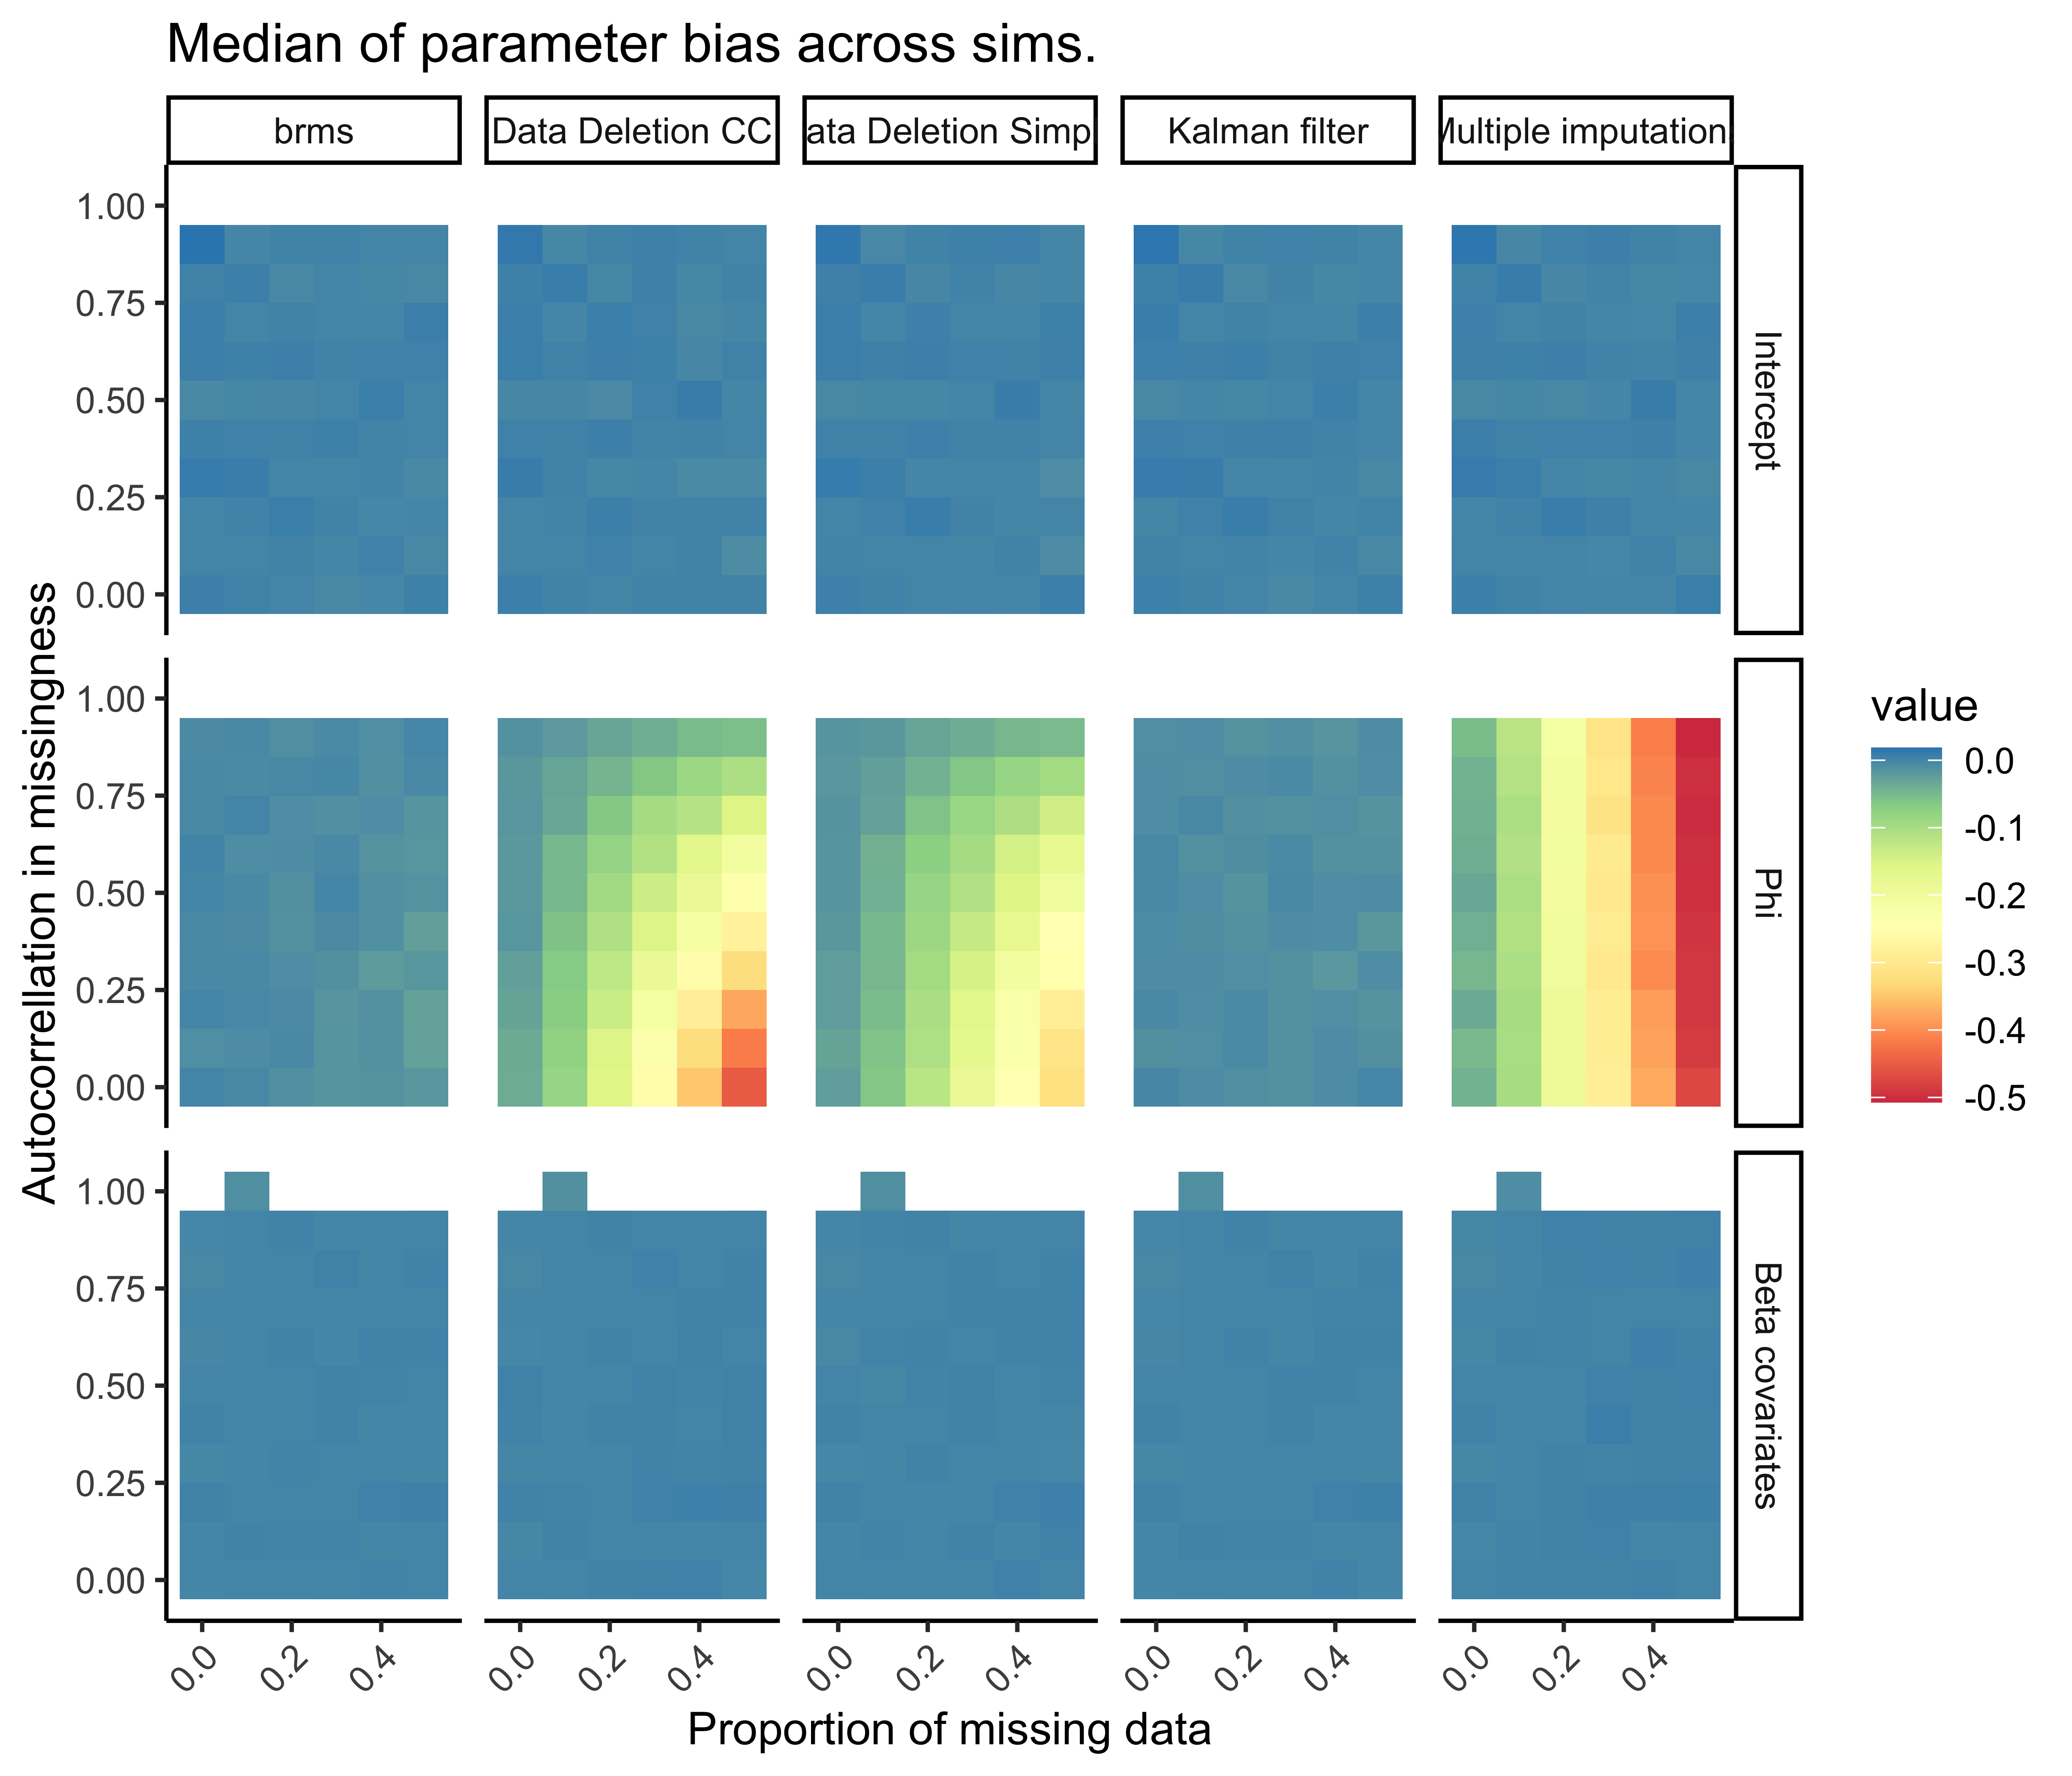 Median of parameter bias across sims.
brms
Data Deletion CC
ata Deletion Simp
Kalman filter
Multiple imputation
Autocorrellation in missingness
1.00
0.75
0.50
0.25
0.00
Intercept
1.00
0.75
0.50
0.25
0.00
Phi
1.00
0.75
0.50
0.25
0.00
Beta covariates
0.0 0.2 0.4
0.0 0.2 0.4
0.0 0.2 0.4
0.0 0.2 0.4
0.0 0.2 0.4
Proportion of missing data
value
0.0
-0.1
-0.2
-0.3
-0.4
-0.5